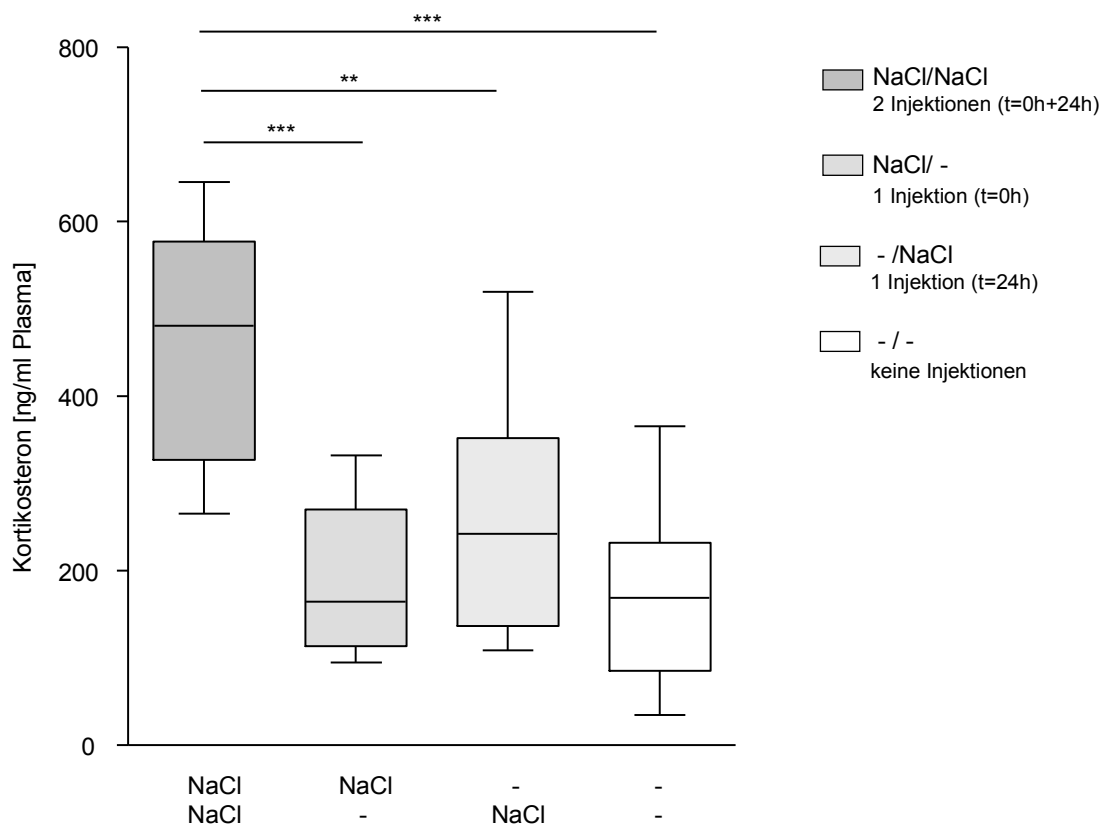 ***
800
**
***
600
400
200
0
Kortikosteron [ng/ml Plasma]
NaCl NaCl - -
NaCl - NaCl -
NaCl/NaCl
2 Injektionen (t=0h+24h)
NaCl/ -
1 Injektion (t=0h)
- /NaCl
1 Injektion (t=24h)
- / -
keine Injektionen